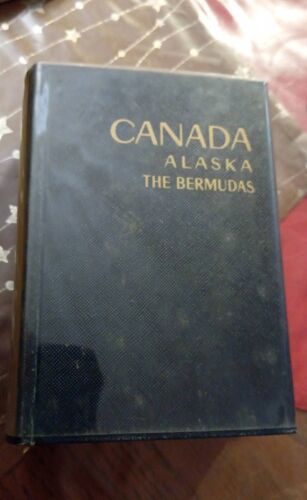 CANADA
ALASKA
THE BERMUDAS